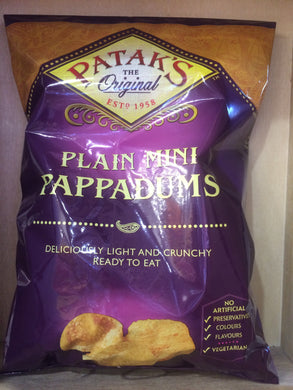 PATAK'S
THE
Original
ESTD 1958
PLAIN MINI
PAPPADUMS
DELICIOUSLY LIGHT AND CRUNCHY
READY TO EAT
NO
ARTIFICIAL
✓ PRESERVATIVES
✓ COLOURS
✓ FLAVOURS
✓ VEGETARIAN